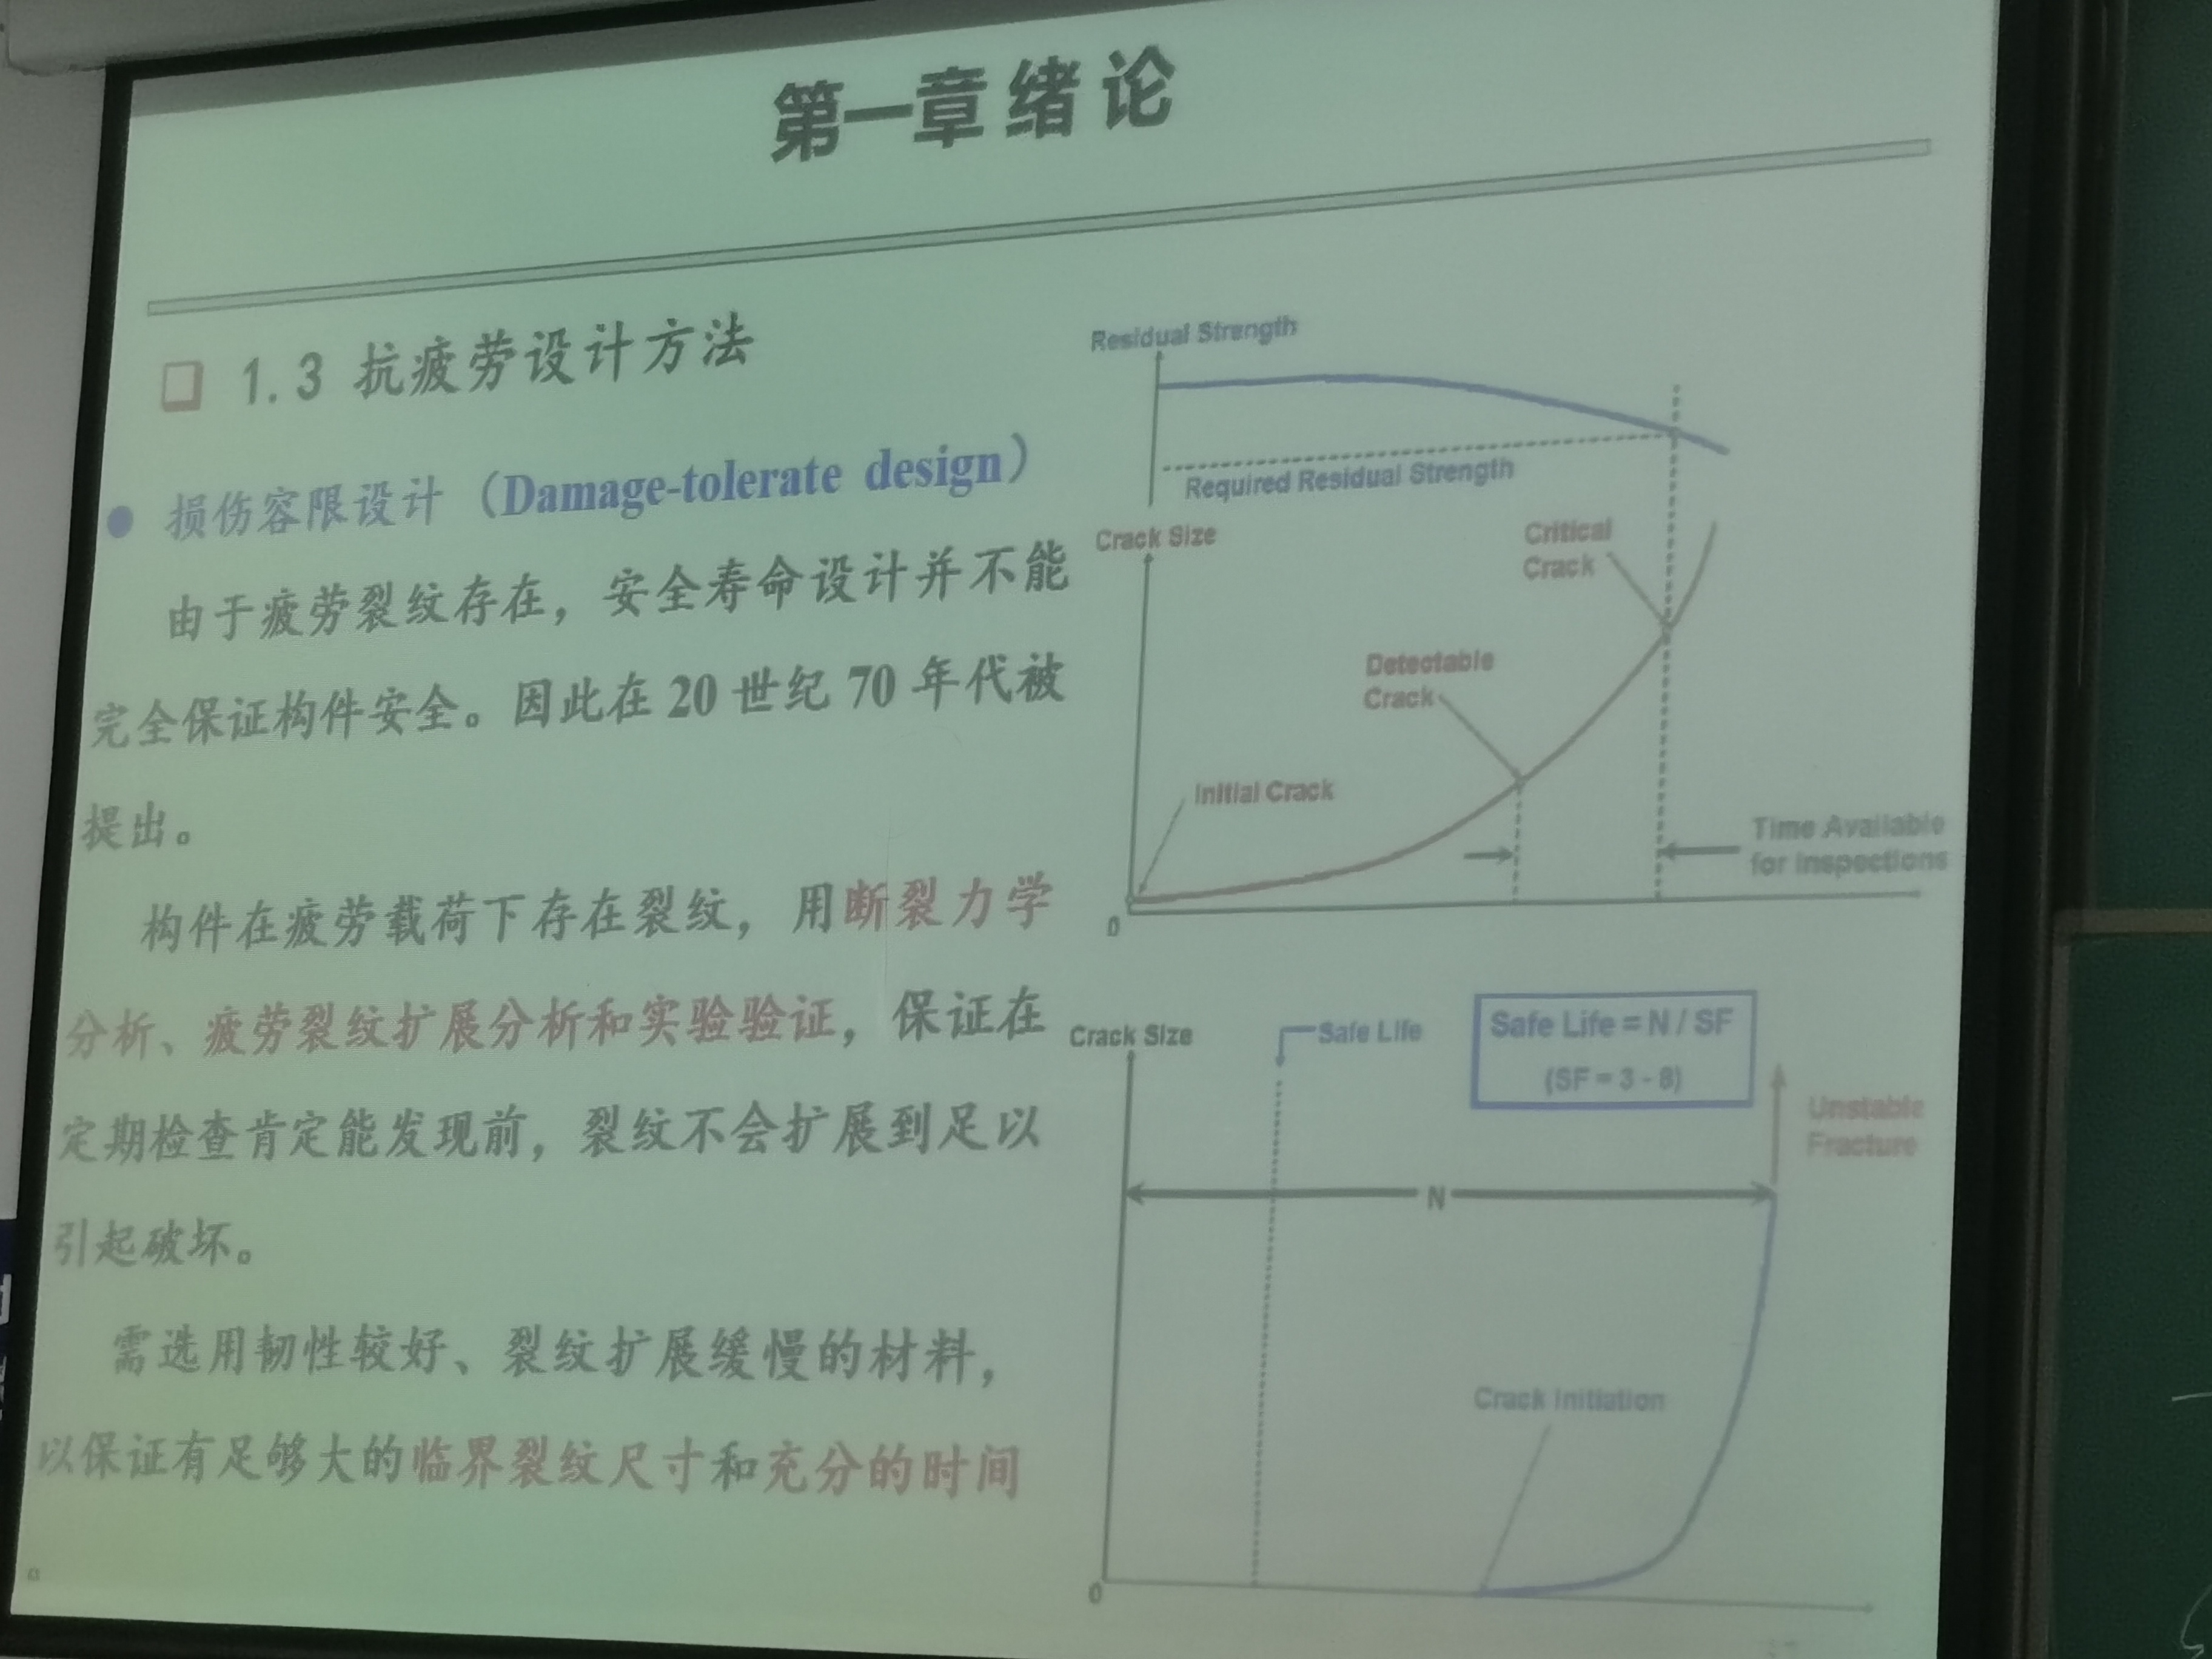 第一章 绪 论
1.3 抗疲劳设计方法
损伤容限设计（Damage-tolerate design）
由于疲劳裂纹存在，安全寿命设计并不能
完全保证构件安全。因此在 20 世纪 70 年代被
提出。
构件在疲劳载荷下存在裂纹，用断裂力学
分析、疲劳裂纹扩展分析和实验验证，保证在
定期检查肯定能发现前，裂纹不会扩展到足以
引起破坏。
需选用韧性较好、裂纹扩展缓慢的材料，
以保证有足够大的临界裂纹尺寸和充分的时间
Residual Strength
Required Residual Strength
Crack Size
Critical
Crack
Detectable
Crack
Initial Crack
Time Available
for Inspections
0
Crack Size
Safe Life
Safe Life = N / SF
(SF = 3 - 8)
Unstable
Fracture
N
Crack Initiation
0